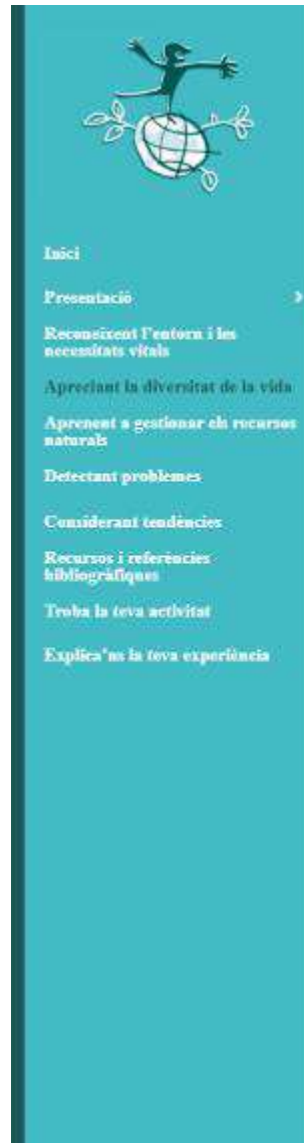 Inici
Presentació
Reconeixent l'entorn i les
necessitats vitals
Apreciant la diversitat de la vida
Aprenent a gestionar els recursos
naturals
Detectant problemes
Considerant tendències
Recursos i referències
bibliogràfiques
Troba la teva activitat
Explica'ns la teva experiència